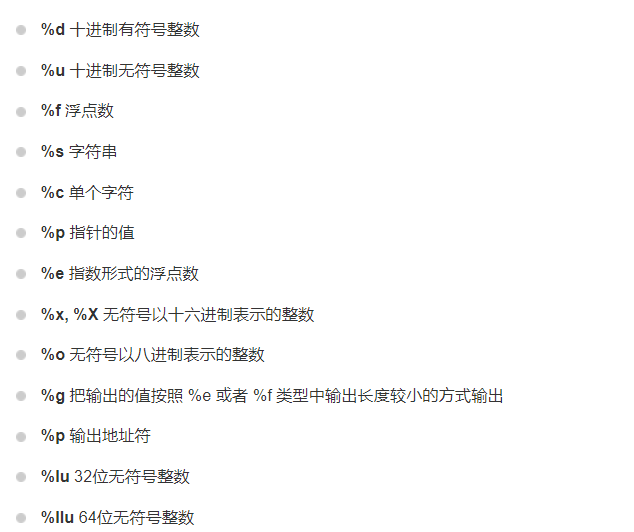 %d 十进制有符号整数
%u 十进制无符号整数
%f 浮点数
%s 字符串
%c 单个字符
%p 指针的值
%e 指数形式的浮点数
%x, %X 无符号以十六进制表示的整数
%o 无符号以八进制表示的整数
%g 把输出的值按照 %e 或者 %f 类型中输出长度较小的方式输出
%p 输出地址符
%lu 32位无符号整数
%llu 64位无符号整数